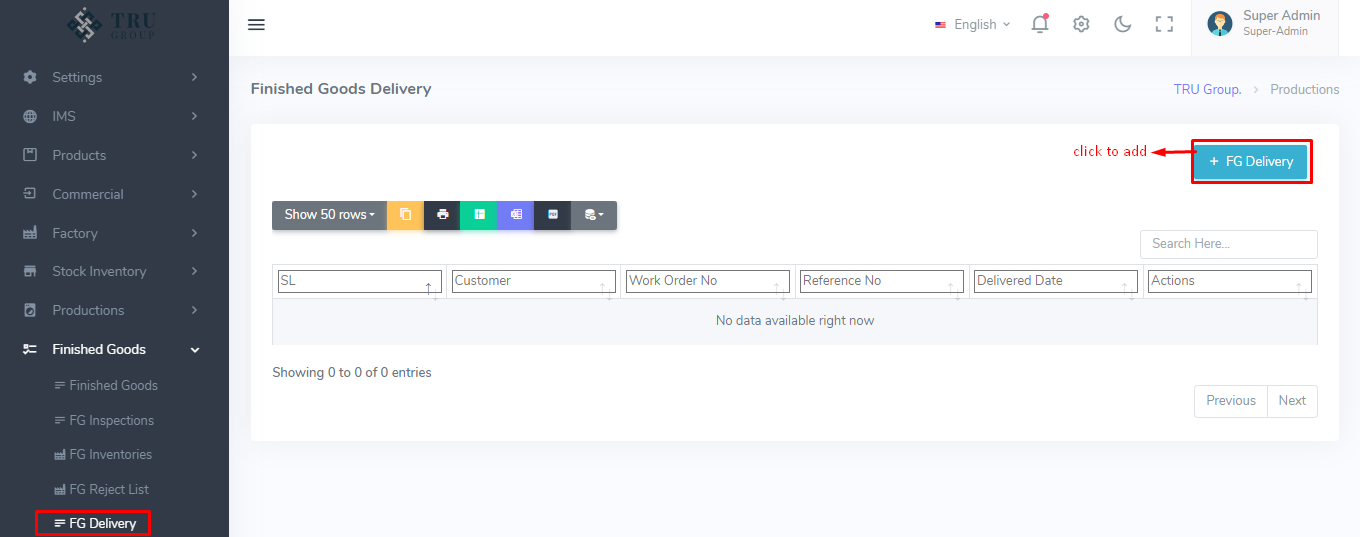 TRU
GROUP
English
Super Admin
Super-Admin
Settings
IMS
Products
Commercial
Factory
Stock Inventory
Productions
Finished Goods
Finished Goods
FG Inspections
FG Inventories
FG Reject List
FG Delivery
Finished Goods Delivery
TRU Group. > Productions
click to add
+ FG Delivery
Show 50 rows
Search Here...
SL Customer Work Order No Reference No Delivered Date Actions
No data available right now
Showing 0 to 0 of 0 entries
Previous Next